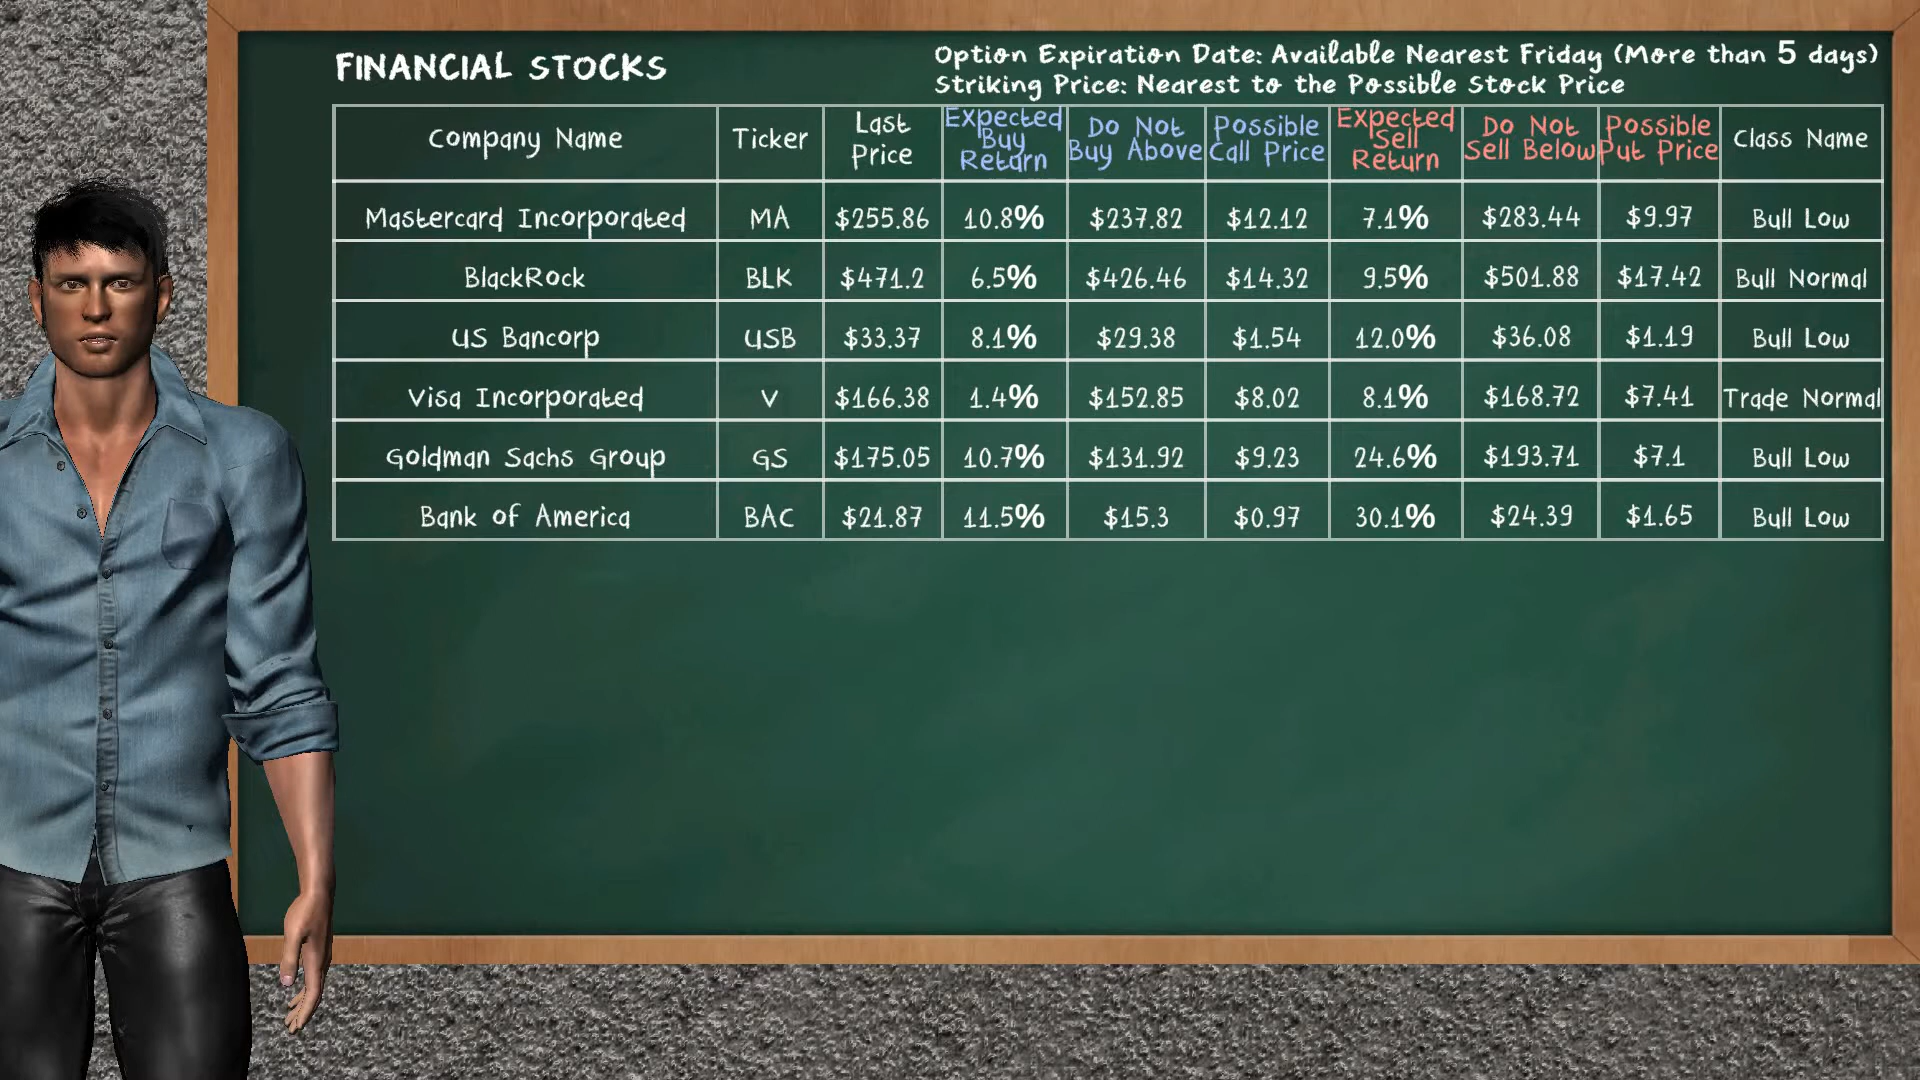 FINANCIAL STOCKS
Option Expiration Date: Available Nearest Friday (More than 5 days)
Striking Price: Nearest to the Possible Stock Price
Company Name Ticker Last Price Expected Buy Return Do Not Buy Above Possible Call Price Expected Sell Return Do Not Sell Below Possible Put Price Class Name
Mastercard Incorporated MA $255.86 10.8% $237.82 $12.12 7.1% $283.44 $9.97 Bull Low
BlackRock BLK $471.2 6.5% $426.46 $14.32 9.5% $501.88 $17.42 Bull Normal
US Bancorp USB $33.37 8.1% $29.38 $1.54 12.0% $36.08 $1.19 Bull Low
Visa Incorporated V $166.38 1.4% $152.85 $8.02 8.1% $168.72 $7.41 Trade Normal
Goldman Sachs Group GS $175.05 10.7% $131.92 $9.23 24.6% $193.71 $7.1 Bull Low
Bank of America BAC $21.87 11.5% $15.3 $0.97 30.1% $24.39 $1.65 Bull Low